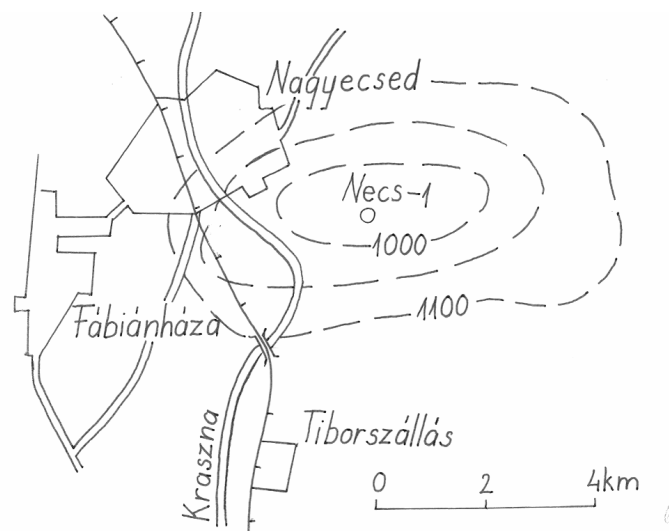 Nagyecsed
Necs-1
1000
1100
Fábiánháza
Tiborszállás
Kraszna
0 2 4km